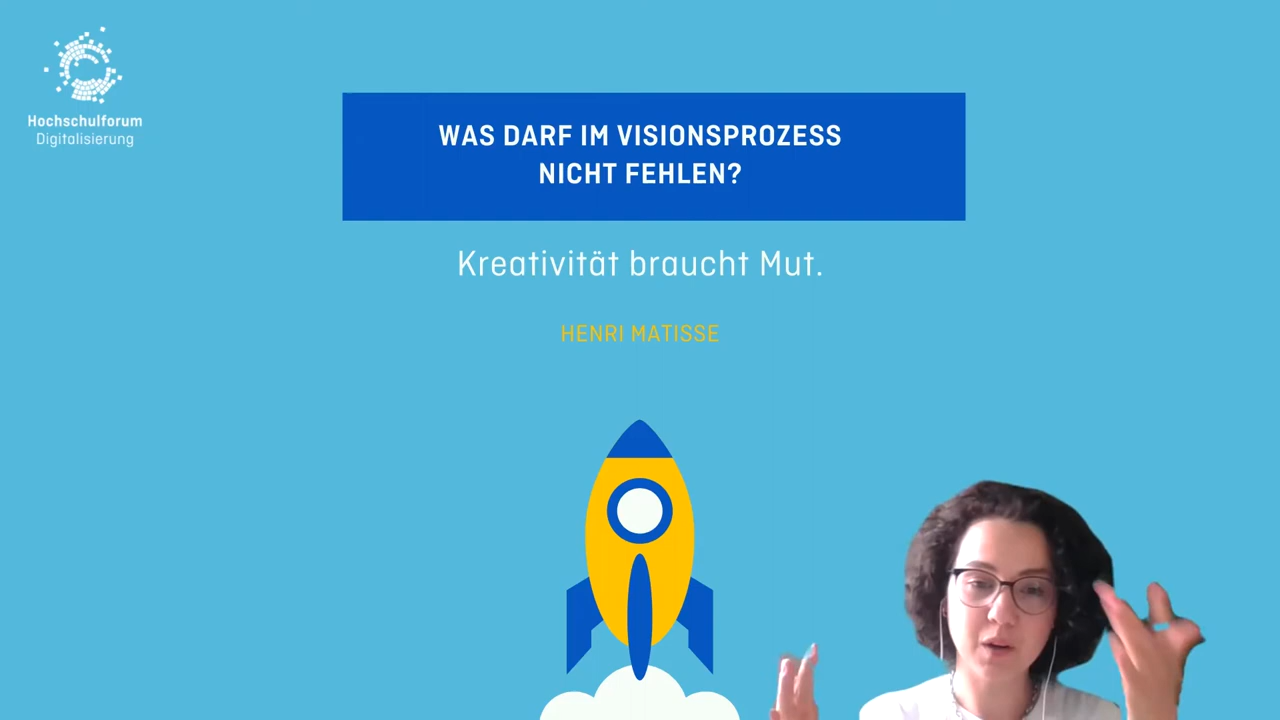 Hochschulforum
Digitalisierung
WAS DARF IM VISIONSPROZESS
NICHT FEHLEN?
Kreativität braucht Mut.
HENRI MATISSE